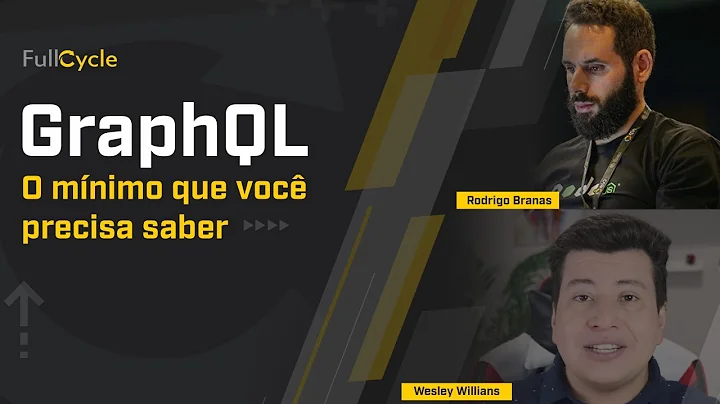 FullCycle
GraphQL
O mínimo que você
precisa saber
Rodrigo Branas
Wesley Willians